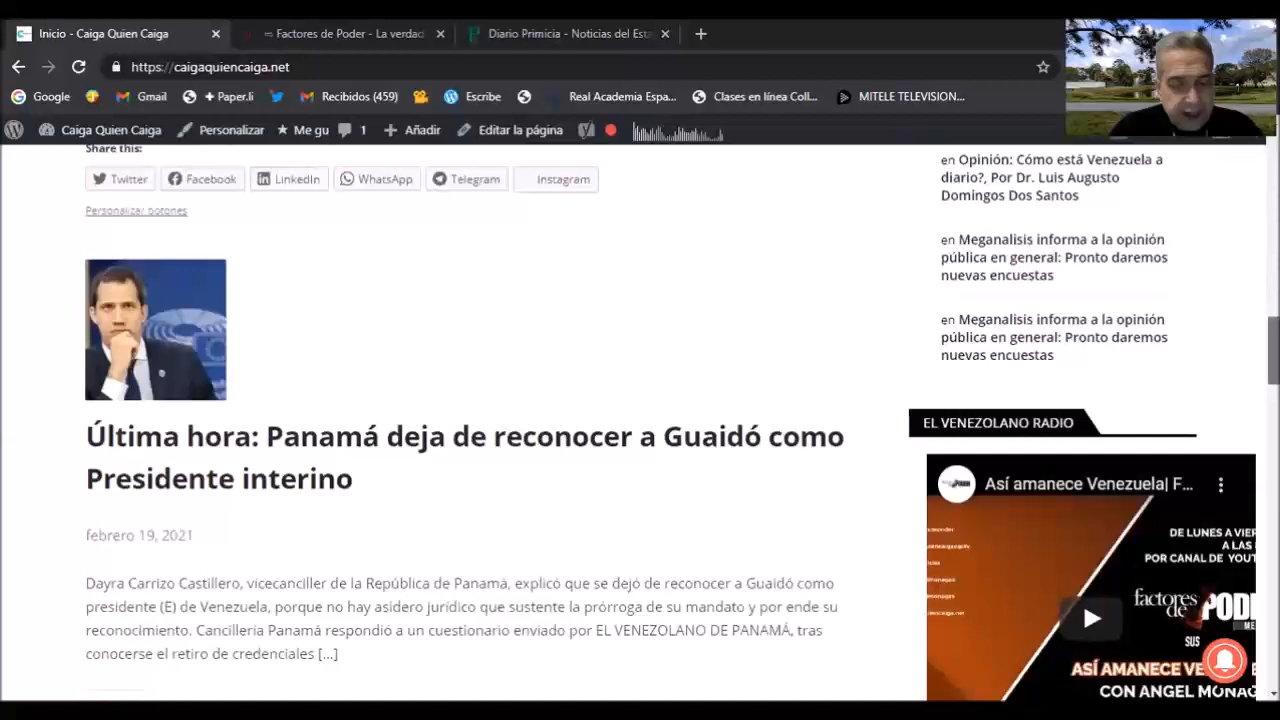 Inicio - Caiga Quien Caiga
Factores de Poder – La verdad
Diario Primicia - Noticias del Est
https://caigaquiencaiga.net
Google
Gmail
+ Paper.li
Recibidos (459)
Escribe
Real Academia Espa...
Clases en línea Coll...
MITELE TELEVISION...
Caiga Quien Caiga
Personalizar
Me gu
1
Añadir
Editar la página
Share this:
Twitter
Facebook
LinkedIn
WhatsApp
Telegram
Instagram
Personalizar botones
Última hora: Panamá deja de reconocer a Guaidó como
Presidente interino
febrero 19, 2021
Dayra Carrizo Castillero, vicecanciller de la República de Panamá, explicó que se dejó de reconocer a Guaidó como
presidente (E) de Venezuela, porque no hay asidero jurídico que sustente la prórroga de su mandato y por ende su
reconocimiento. Cancillería Panamá respondió a un cuestionario enviado por EL VENEZOLANO DE PANAMÁ, tras
conocerse el retiro de credenciales [...]
en Opinión: Cómo está Venezuela a
diario?, Por Dr. Luis Augusto
Domingos Dos Santos
en Meganalisis informa a la opinión
pública en general: Pronto daremos
nuevas encuestas
en Meganalisis informa a la opinión
pública en general: Pronto daremos
nuevas encuestas
EL VENEZOLANO RADIO
Así amanece Venezuela| F...
DE LUNES A VIER
A LAS
POR CANAL DE YOUT
factores
de PODE
SUS
ASÍ AMANECE VE
CON ANGEL MONAG